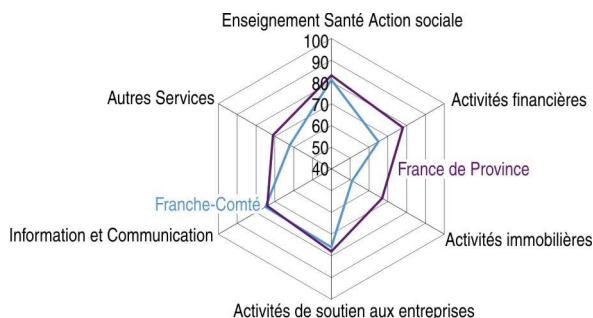 Enseignement Santé Action sociale
100
90
80
70
60
50
40
Autres Services
Activités financières
France de Province
Franche-Comté
Information et Communication
Activités immobilières
Activités de soutien aux entreprises